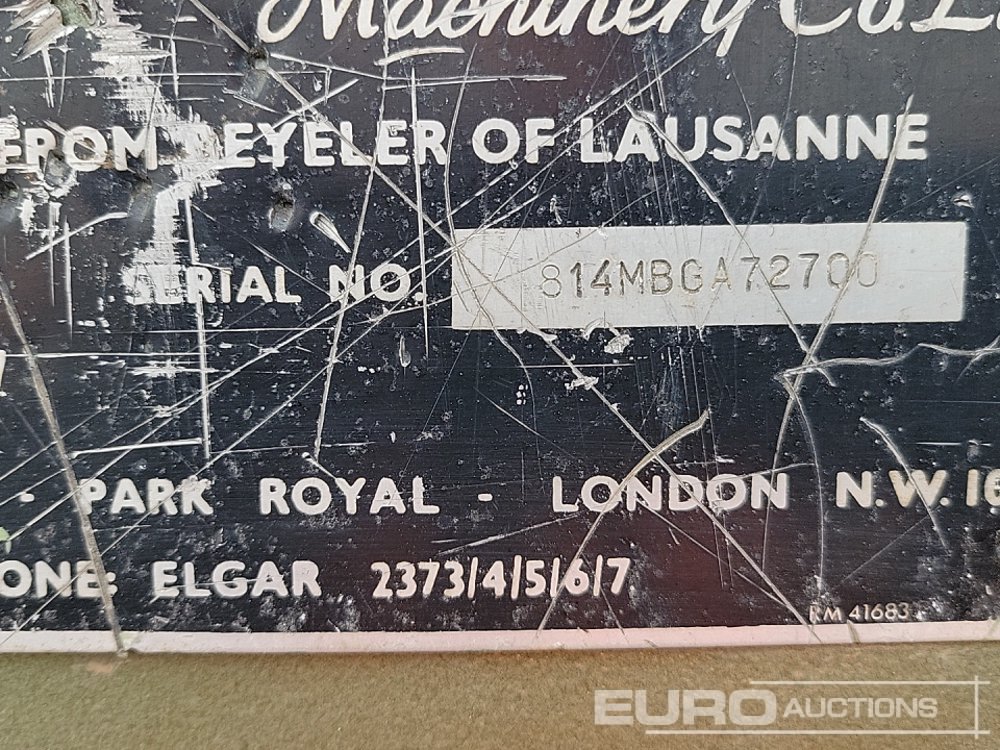 Machinery Co. L
FROM BEYELER OF LAUSANNE
SERIAL NO. 814MBGA72700
- PARK ROYAL - LONDON N.W. 10
ONE: ELGAR 2373/4/5/6/7
RM 41683
EURO AUCTIONS